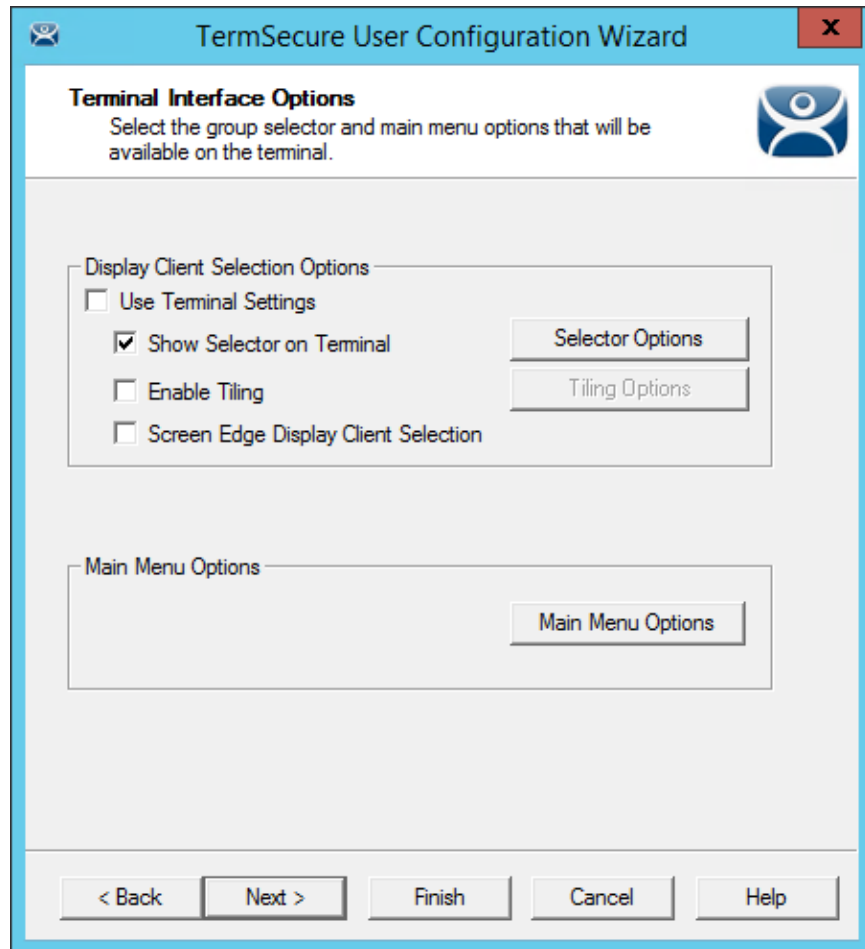 TermSecure User Configuration Wizard
x
Terminal Interface Options
Select the group selector and main menu options that will be
available on the terminal.
Display Client Selection Options
Use Terminal Settings
Show Selector on Terminal
Selector Options
Enable Tiling
Tiling Options
Screen Edge Display Client Selection
Main Menu Options
Main Menu Options
< Back
Next >
Finish
Cancel
Help